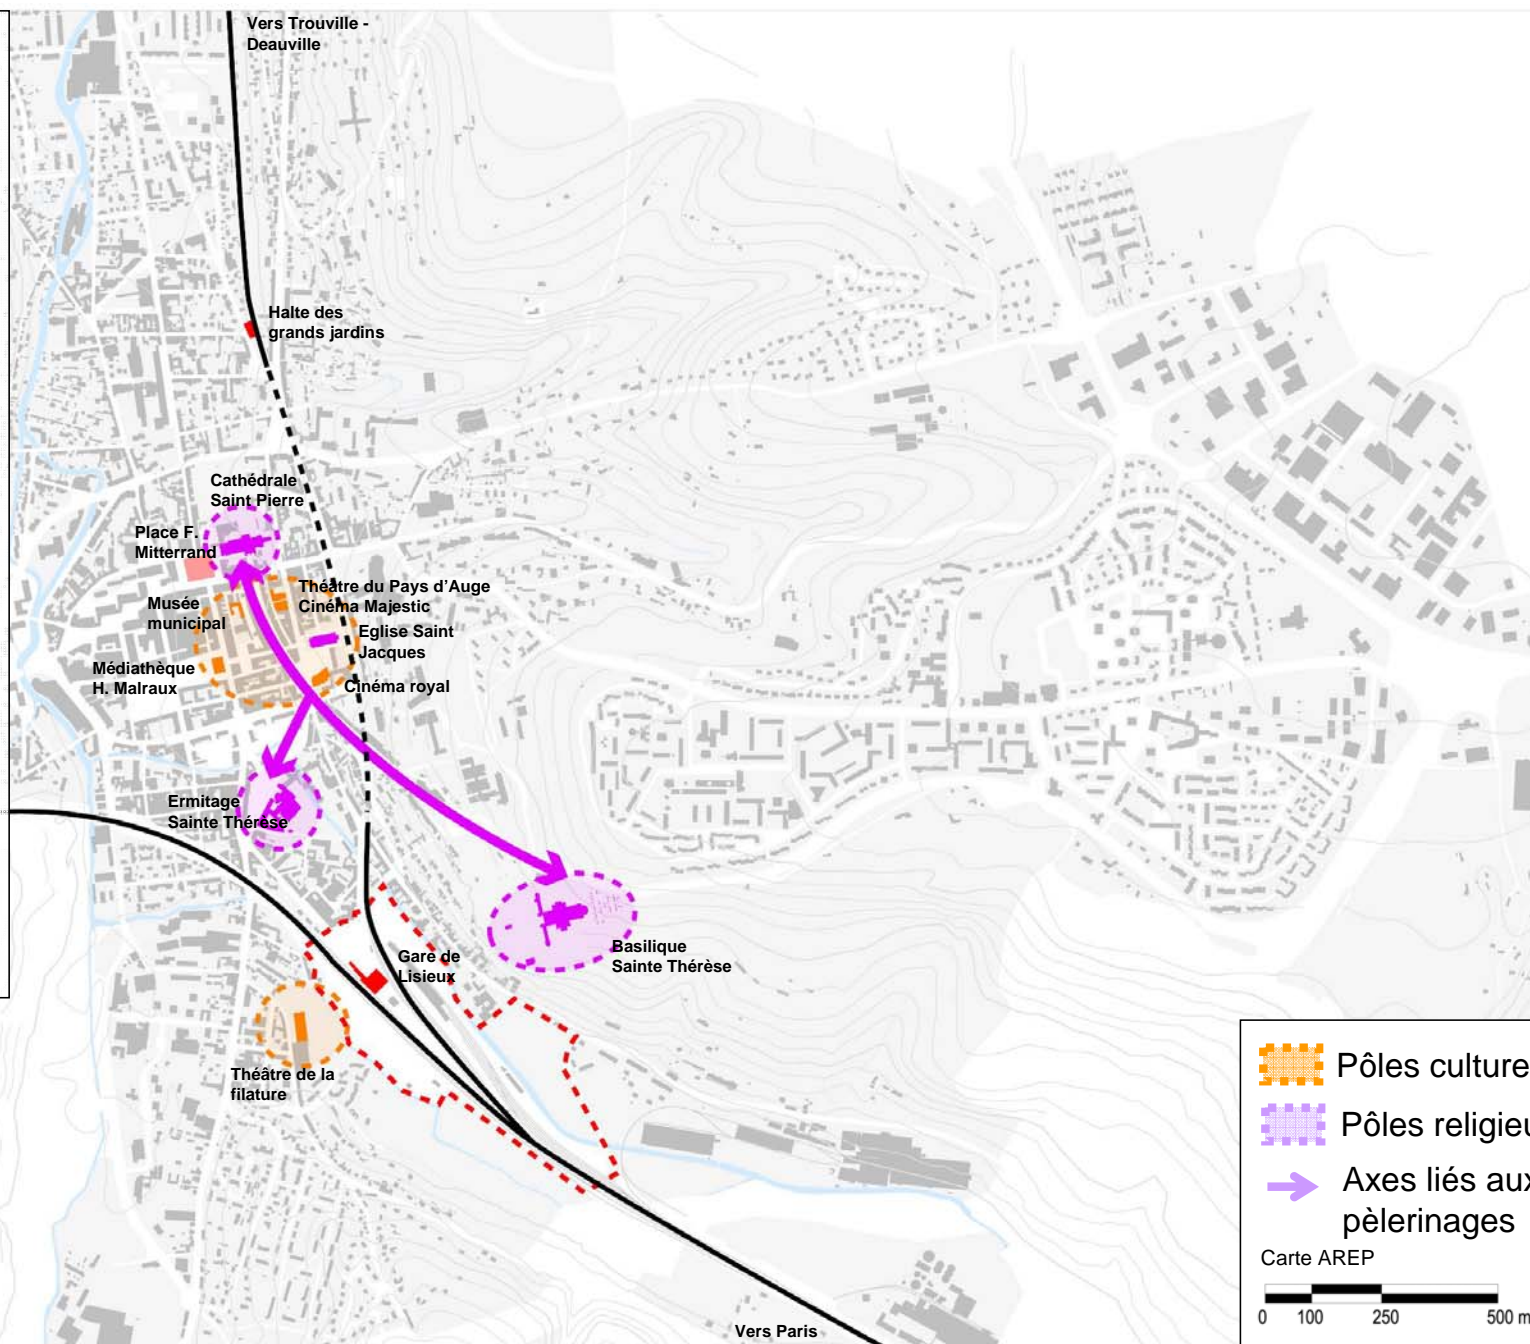 Vers Trouville -
Deauville
Halte des
grands jardins
Cathédrale
Saint Pierre
Place F.
Mitterrand
Théâtre du Pays d'Auge
Cinéma Majestic
Musée
municipal
Eglise Saint
Jacques
Médiathèque
H. Malraux
Cinéma royal
Ermitage
Sainte Thérèse
Gare de
Lisieux
Basilique
Sainte Thérèse
Théâtre de la
filature
Vers Paris
Pôles culture
Pôles religieu
Axes liés aux
pèlerinages
Carte AREP
0 100 250 500 m